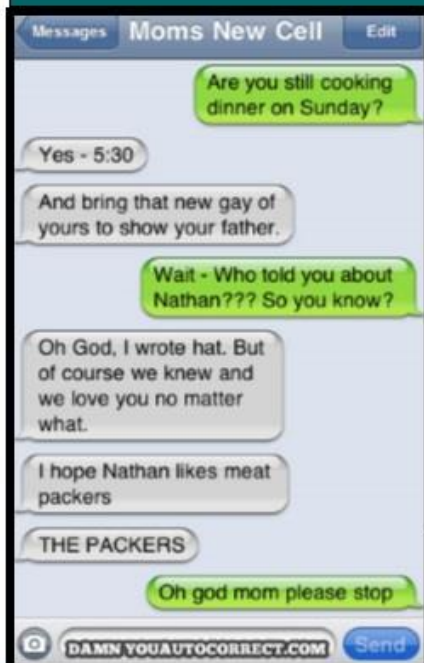 Messages Moms New Cell Edit
Are you still cooking
dinner on Sunday?
Yes - 5:30
And bring that new gay of
yours to show your father.
Wait - Who told you about
Nathan??? So you know?
Oh God, I wrote hat. But
of course we knew and
we love you no matter
what.
I hope Nathan likes meat
packers
THE PACKERS
Oh god mom please stop
DAMNYOUAUTOCORRECT.COM Send